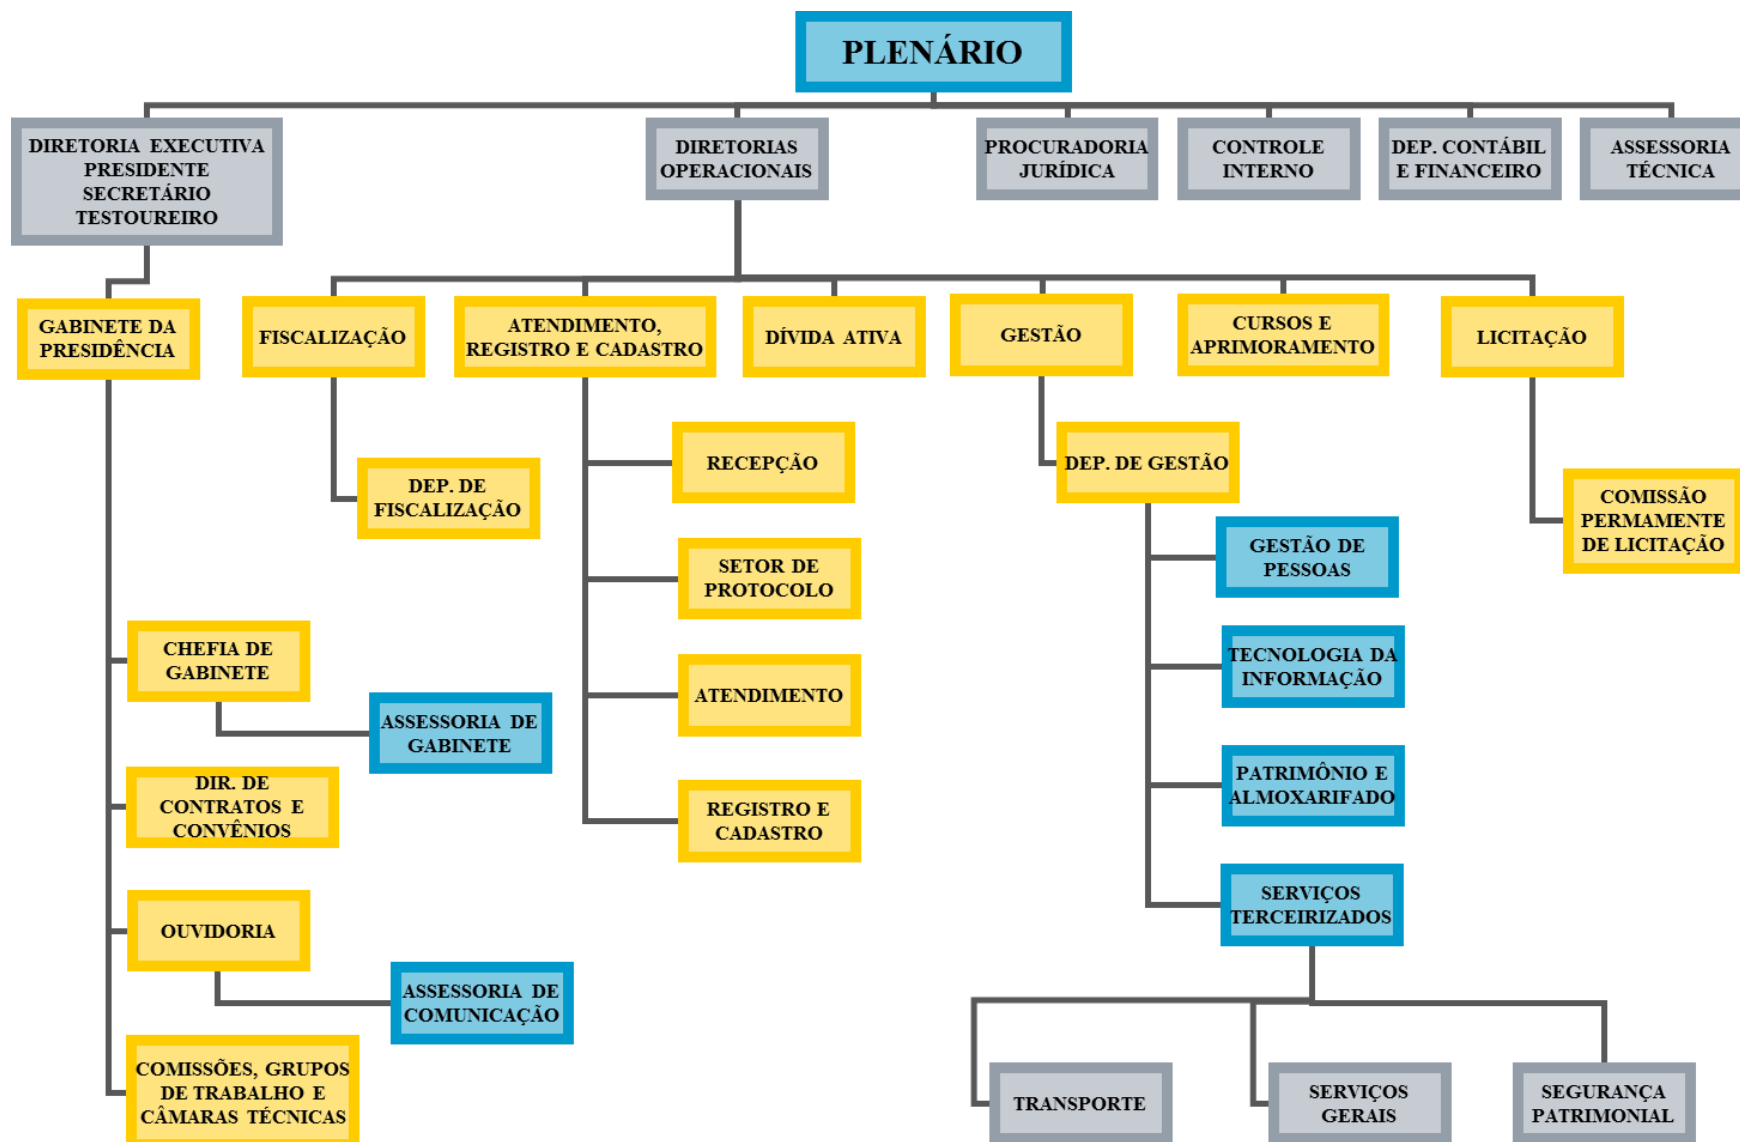 PLENÁRIO
DIRETORIA EXECUTIVA
PRESIDENTE
SECRETÁRIO
TESTOUREIRO
DIRETORIAS
OPERACIONAIS
PROCURADORIA
JURÍDICA
CONTROLE
INTERNO
DEP. CONTÁBIL
E FINANCEIRO
ASSESSORIA
TÉCNICA
GABINETE DA
PRESIDÊNCIA
FISCALIZAÇÃO
ATENDIMENTO,
REGISTRO E CADASTRO
DÍVIDA ATIVA
GESTÃO
CURSOS E
APRIMORAMENTO
LICITAÇÃO
DEP. DE
FISCALIZAÇÃO
RECEPÇÃO
SETOR DE
PROTOCOLO
ATENDIMENTO
REGISTRO E
CADASTRO
DEP. DE GESTÃO
GESTÃO DE
PESSOAS
TECNOLOGIA DA
INFORMAÇÃO
PATRIMÔNIO E
ALMOXARIFADO
SERVIÇOS
TERCEIRIZADOS
COMISSÃO
PERMAMENTE
DE LICITAÇÃO
CHEFIA DE
GABINETE
ASSESSORIA DE
GABINETE
DIR. DE
CONTRATOS E
CONVÊNIOS
OUVIDORIA
ASSESSORIA DE
COMUNICAÇÃO
COMISSÕES, GRUPOS
DE TRABALHO E
CÂMARAS TÉCNICAS
TRANSPORTE
SERVIÇOS
GERAIS
SEGURANÇA
PATRIMONIAL